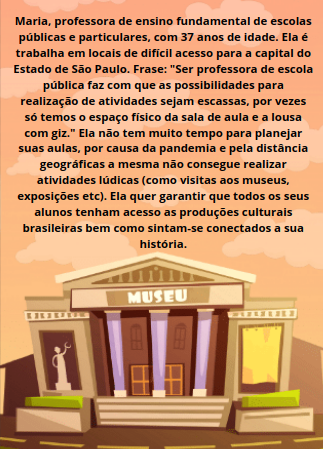 Maria, professora de ensino fundamental de escolas
públicas e particulares, com 37 anos de idade. Ela é
trabalha em locais de difícil acesso para a capital do
Estado de São Paulo. Frase: "Ser professora de escola
pública faz com que as possibilidades para
realização de atividades sejam escassas, por vezes
só temos o espaço físico da sala de aula e a lousa
com giz." Ela não tem muito tempo para planejar
suas aulas, por causa da pandemia e pela distância
geográficas a mesma não consegue realizar
atividades lúdicas (como visitas aos museus,
exposições etc). Ela quer garantir que todos os seus
alunos tenham acesso as produções culturais
brasileiras bem como sintam-se conectados a sua
história.
MUSEU